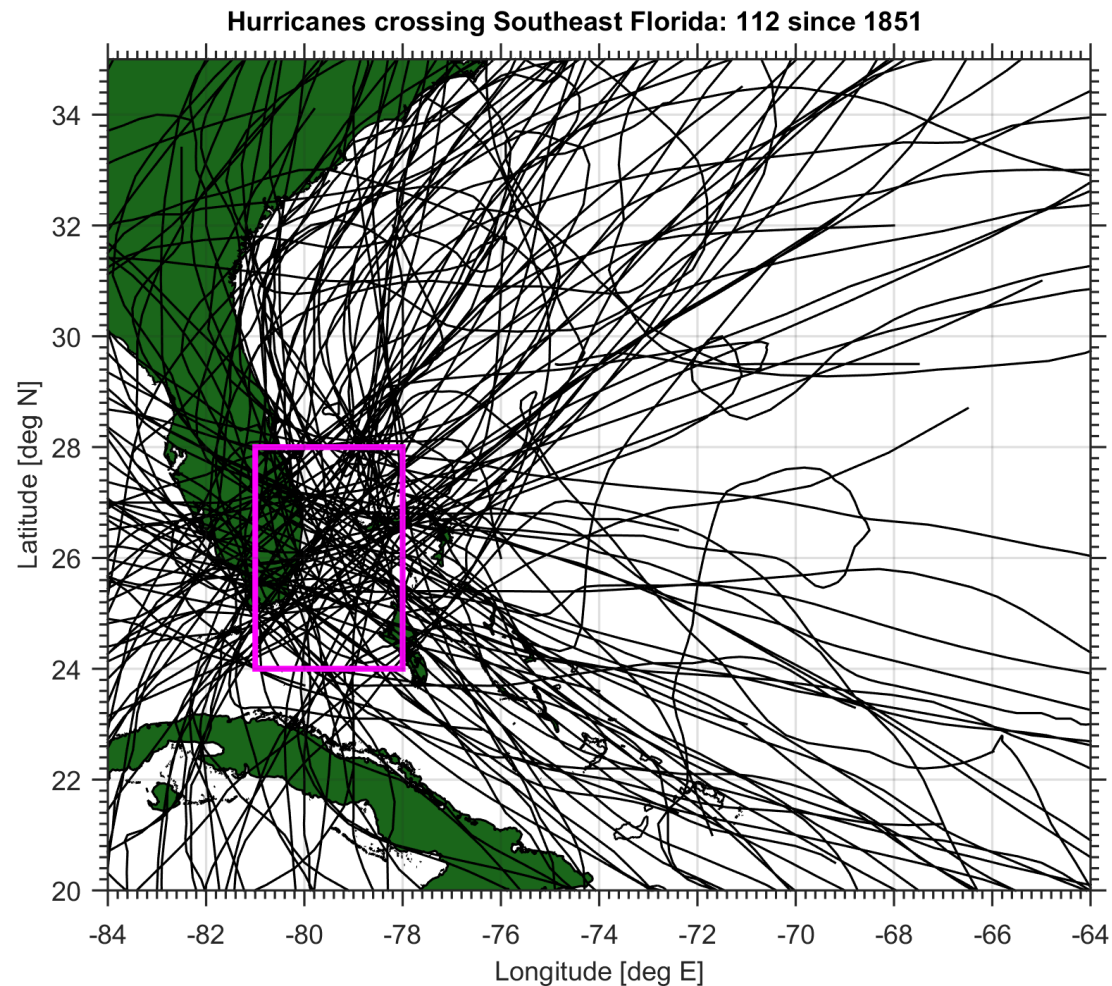 Hurricanes crossing Southeast Florida: 112 since 1851
34
32
30
28
26
24
22
20
Latitude [deg N]
-84 -82 -80 -78 -76 -74 -72 -70 -68 -66 -64
Longitude [deg E]